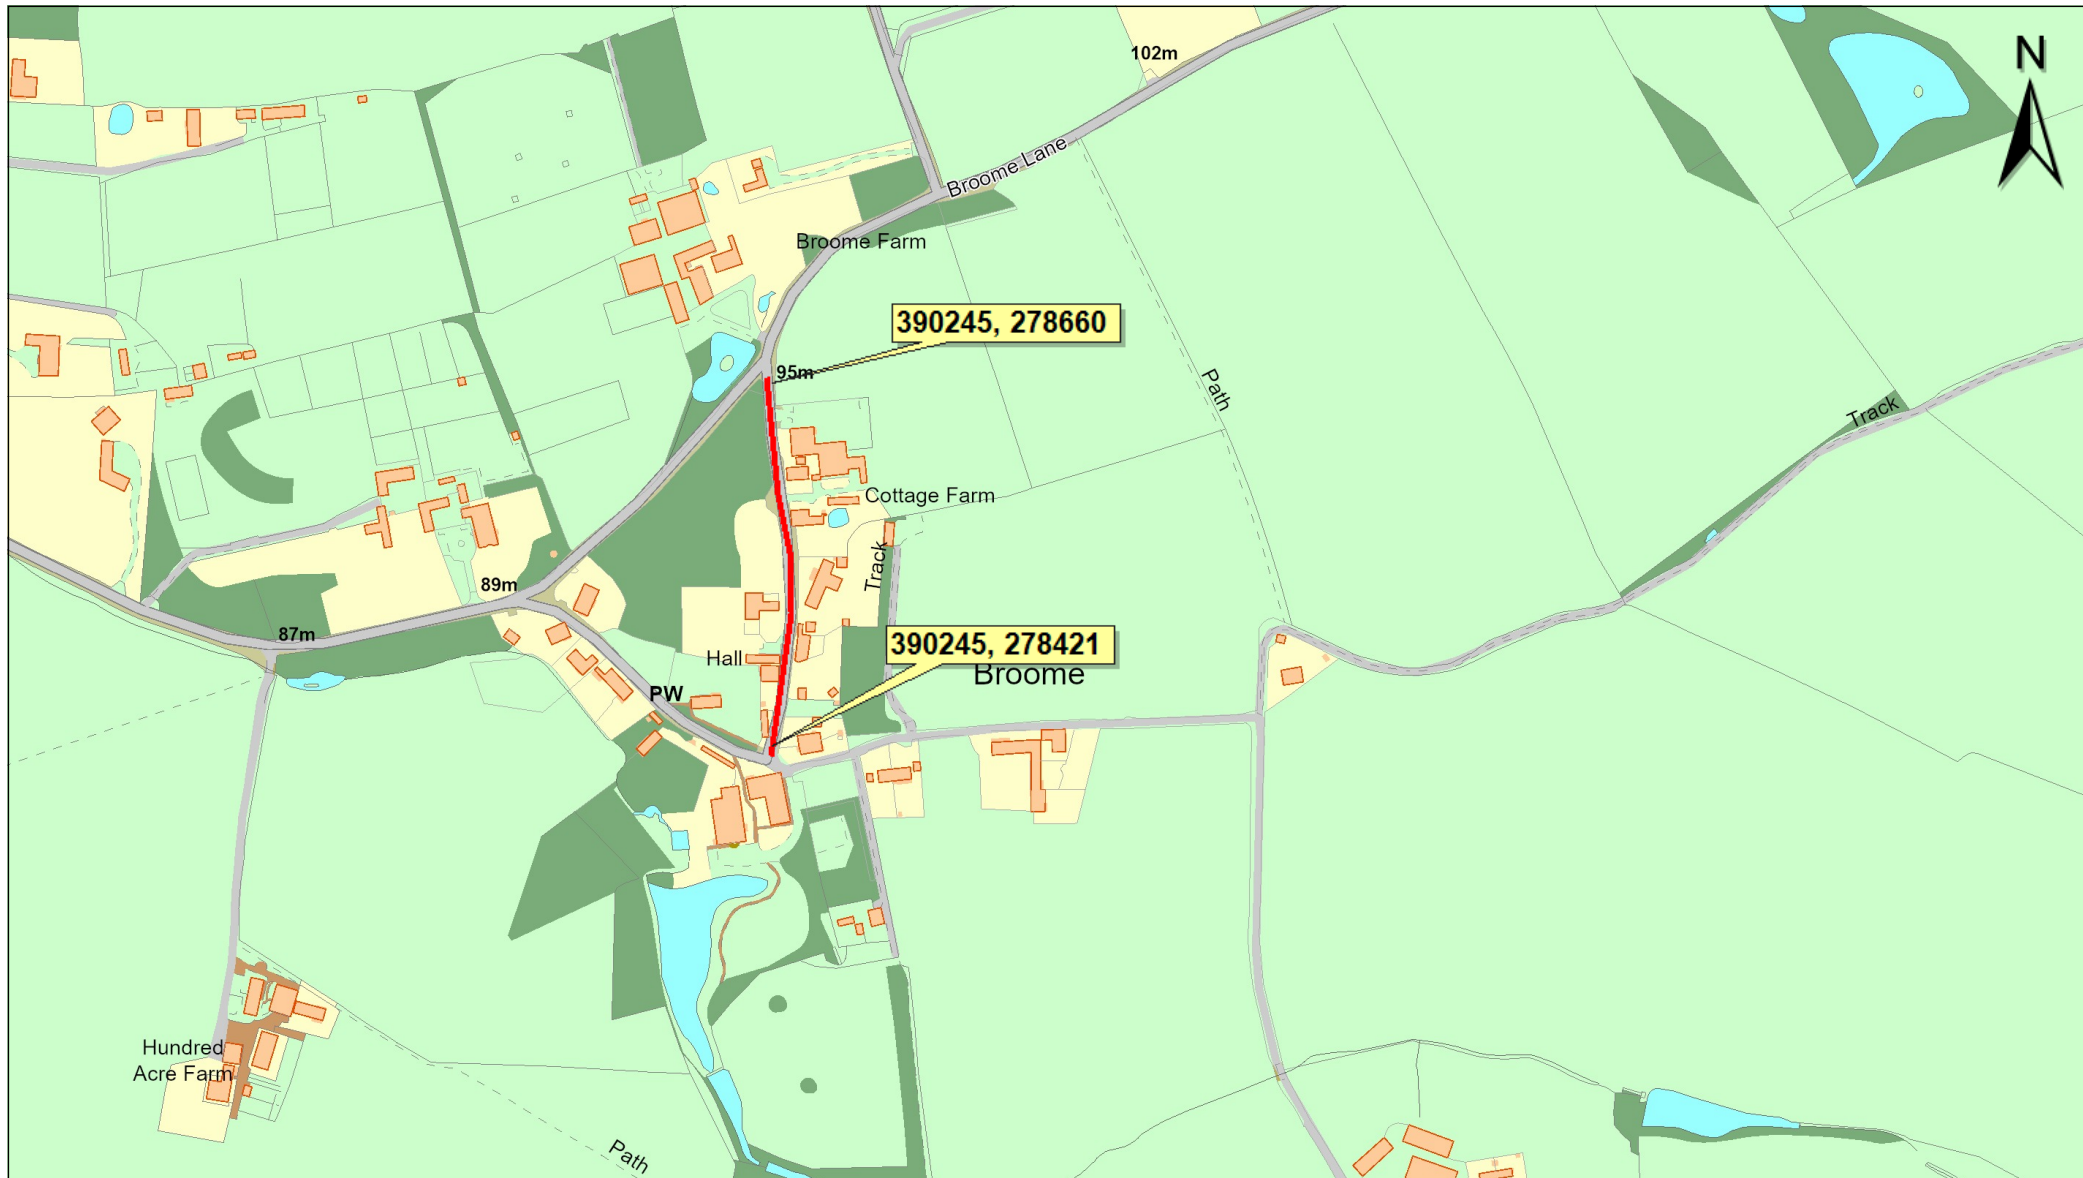 N
102m
Broome Lane
Broome Farm
390245, 278660
95m
Path
Track
Cottage Farm
Track
89m
87m
390245, 278421
Hall
Broome
PW
Hundred
Acre Farm
Path